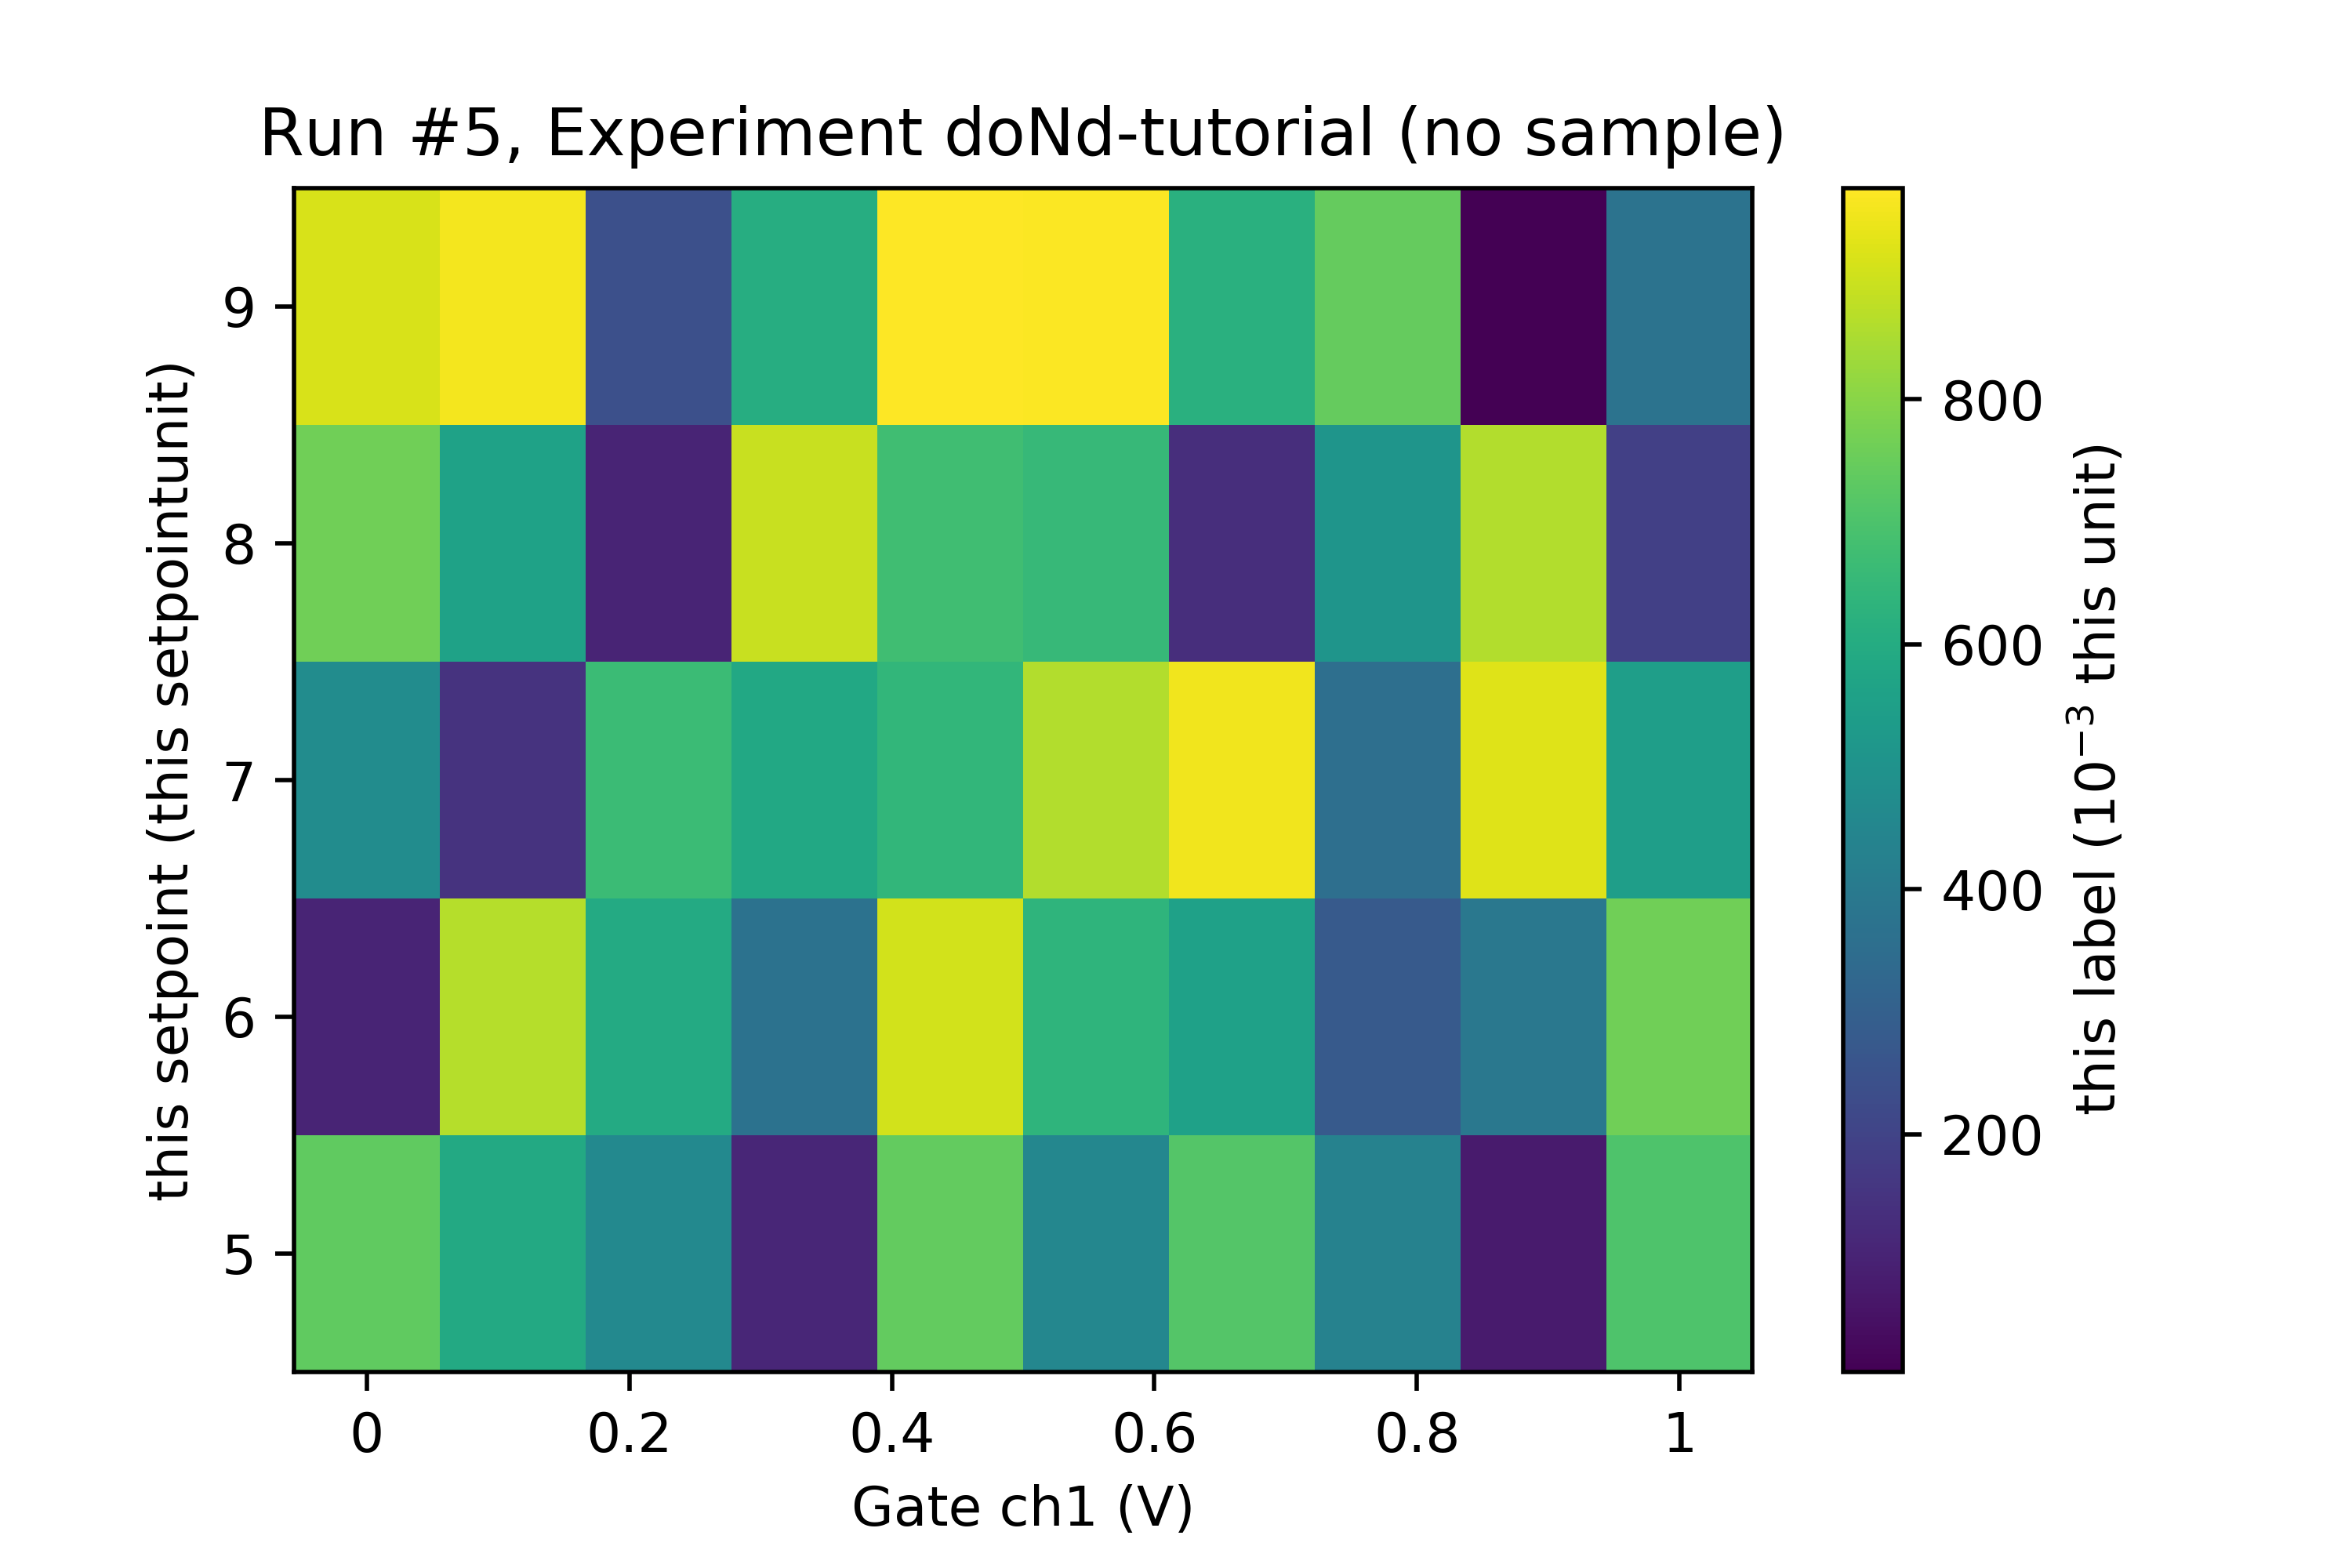 Run #5, Experiment doNd-tutorial (no sample)
this setpoint (this setpointunit)
9
8
7
6
5
0 0.2 0.4 0.6 0.8 1
Gate ch1 (V)
800
600
400
200
this label (10⁻³ this unit)